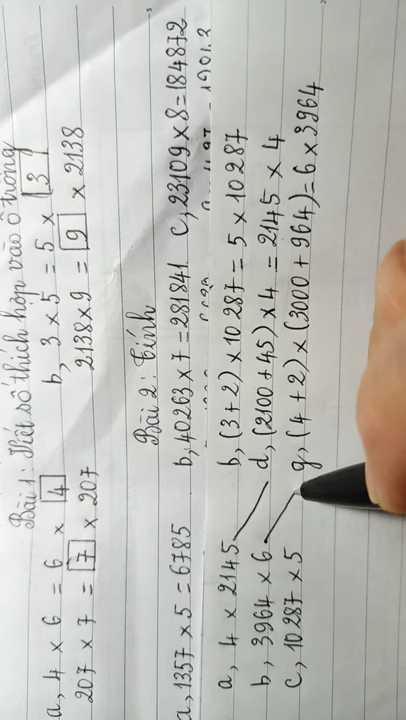 Bài 1: Viết số thích hợp vào ô trống
a, 4 x 6 = 6 x 4 b, 3 x 5 = 5 x 3
207 x 7 = 7 x 207 2138 x 9 = 9 x 2138
Bài 2: Tính
a, 1357 x 5 = 6785 b, 40263 x 7 = 281841 c, 23109 x 8 = 184872
a, 4 x 2145 b, (3 + 2) x 10287 = 5 x 10287
b, 3964 x 6 d, (2100 + 45) x 4 = 2145 x 4
c, 10287 x 5 g, (4 + 2) x (3000 + 964) = 6 x 3964